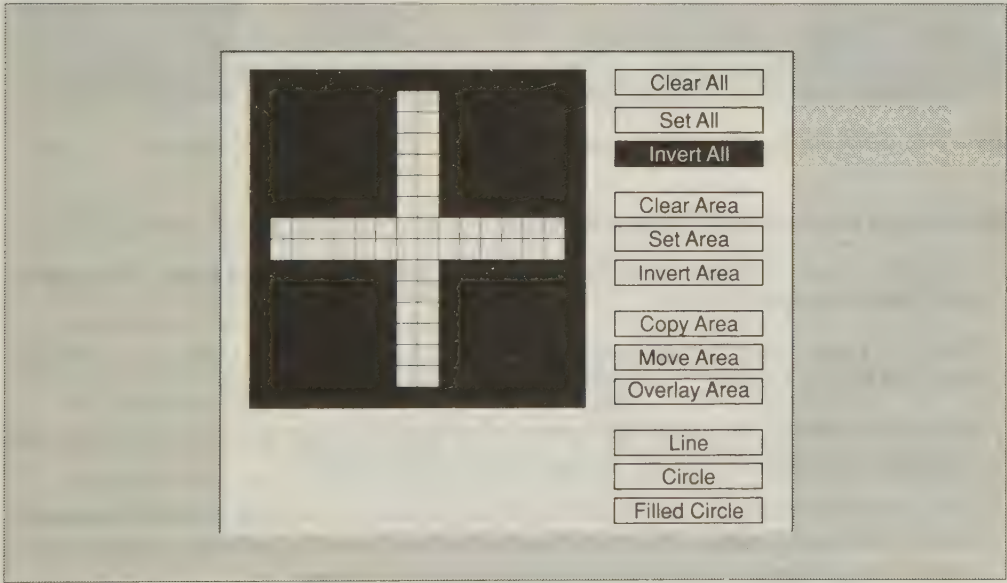 Clear All
Set All
Invert All
Clear Area
Set Area
Invert Area
Copy Area
Move Area
Overlay Area
Line
Circle
Filled Circle